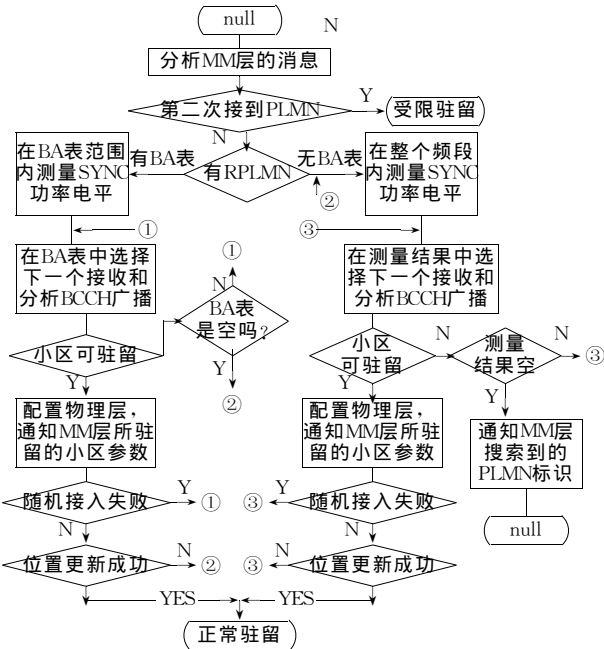 null
N
分析MM层的消息
第二次接到PLMN
Y
受限驻留
N
在BA表范围
内测量SYNC
功率电平
有BA表
有RPLMN
无BA表
在整个频段
内测量SYNC
功率电平
②
①
③
在BA表中选择
下一个接收和
分析BCCH广播
①
N
BA表
是空吗?
Y
②
在测量结果中选
择下一个接收和
分析BCCH广播
小区可驻留
Y
小区
可驻留
N
Y
测量
结果空
N
③
Y
配置物理层,
通知MM层所驻
留的小区参数
配置物理层,
通知MM层所驻
留的小区参数
通知MM层
搜索到的
PLMN标识
null
随机接入失败
Y
①
N
③
Y
随机接入失败
N
位置更新成功
N
②
③
N
位置更新成功
YES
YES
正常驻留